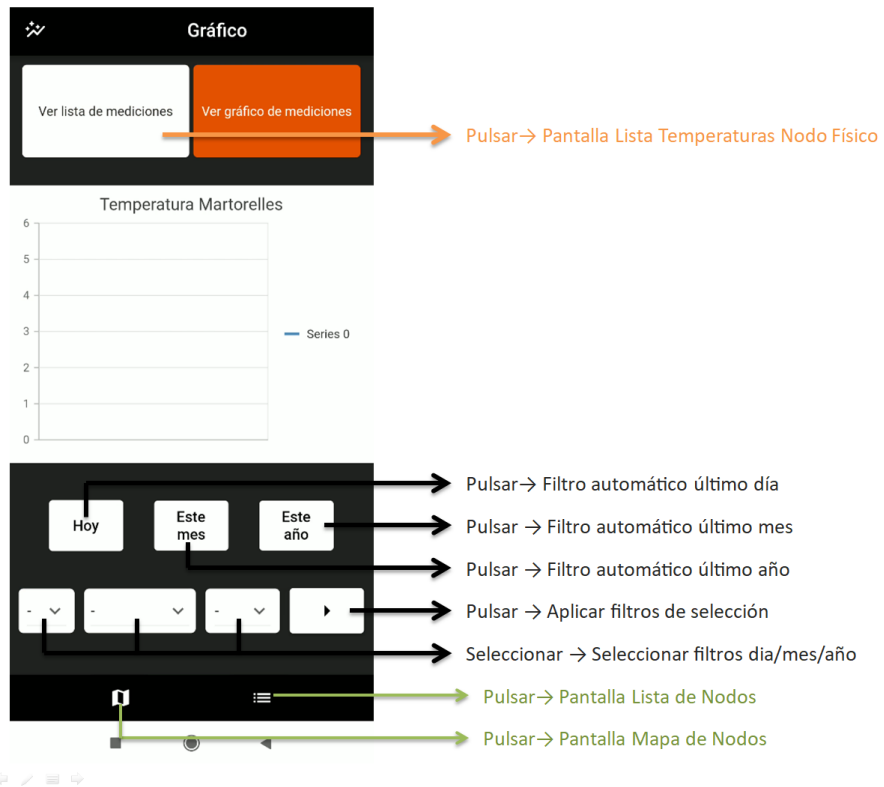 Gráfico
Ver lista de mediciones
Ver gráfico de mediciones
Pulsar→ Pantalla Lista Temperaturas Nodo Físico
Temperatura Martorelles
6
5
4
3
2
1
0
Series 0
Pulsar→ Filtro automático último día
Hoy
Este
mes
Este
año
Pulsar → Filtro automático último mes
Pulsar → Filtro automático último año
- - -
Pulsar → Aplicar filtros de selección
Seleccionar → Seleccionar filtros dia/mes/año
Pulsar→ Pantalla Lista de Nodos
Pulsar→ Pantalla Mapa de Nodos